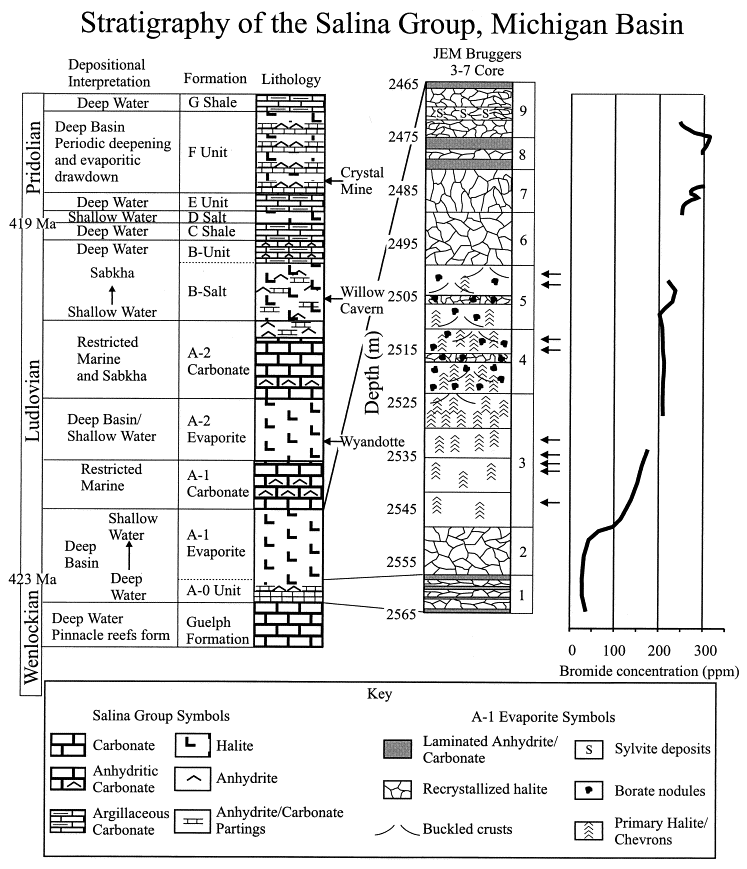 Stratigraphy of the Salina Group, Michigan Basin
Depositional
Interpretation
Formation
Lithology
Pridolian
419 Ma
Ludlovian
423 Ma
Wenlockian
Deep Water
G Shale
Deep Basin
Periodic deepening
and evaporitic
drawdown
F Unit
Crystal
Mine
Deep Water
E Unit
Shallow Water
D Salt
Deep Water
C Shale
Deep Water
B-Unit
Sabkha
Shallow Water
B-Salt
Willow
Cavern
Restricted
Marine
and Sabkha
A-2
Carbonate
Deep Basin/
Shallow Water
A-2
Evaporite
Wyandotte
Restricted
Marine
A-1
Carbonate
Shallow
Water
Deep
Basin
Deep
Water
A-1
Evaporite
A-0 Unit
Deep Water
Pinnacle reefs form
Guelph
Formation
JEM Bruggers
3-7 Core
Depth (m)
2465
2475
2485
2495
2505
2515
2525
2535
2545
2555
2565
S S S
9
8
7
6
5
4
3
2
1
0 100 200 300
Bromide concentration (ppm)
Key
Salina Group Symbols
Carbonate
Halite
Anhydritic
Carbonate
Anhydrite
Argillaceous
Carbonate
Anhydrite/Carbonate
Partings
A-1 Evaporite Symbols
Laminated Anhydrite/
Carbonate
S
Sylvite deposits
Recrystallized halite
Borate nodules
Buckled crusts
Primary Halite/
Chevrons